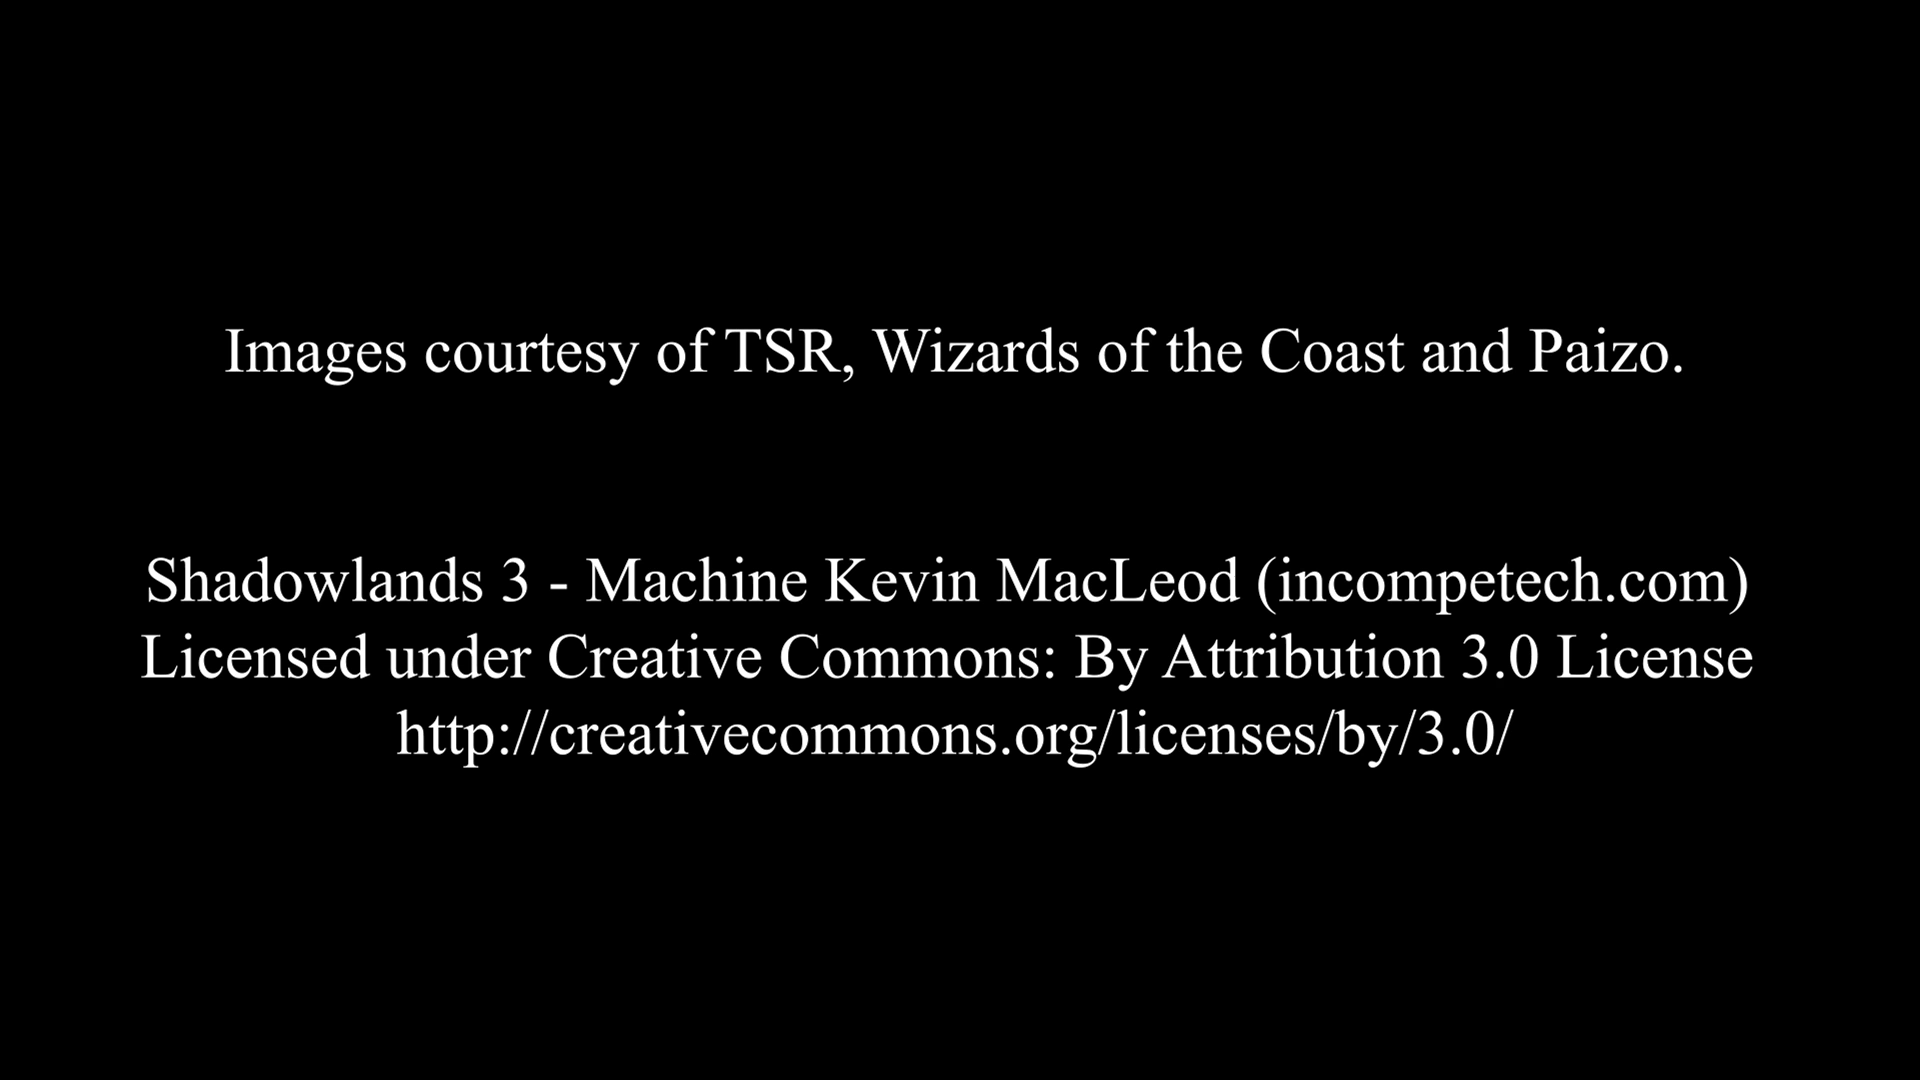 Images courtesy of TSR, Wizards of the Coast and Paizo.
Shadowlands 3 - Machine Kevin MacLeod (incompetech.com)
Licensed under Creative Commons: By Attribution 3.0 License
http://creativecommons.org/licenses/by/3.0/